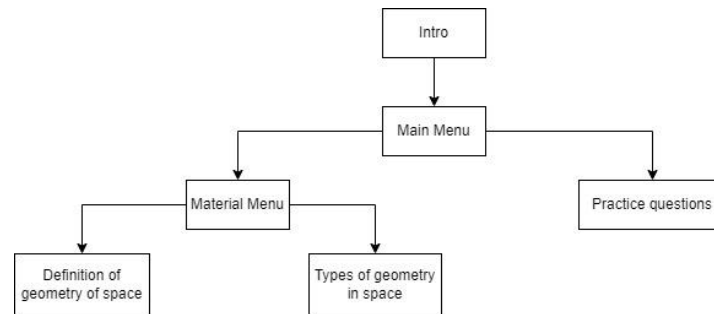 Intro
Main Menu
Material Menu
Practice questions
Definition of
geometry of space
Types of geometry
in space